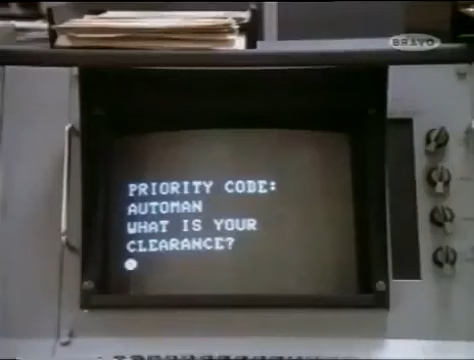 BRAVO
PRIORITY CODE:
AUTOMAN
WHAT IS YOUR
CLEARANCE?